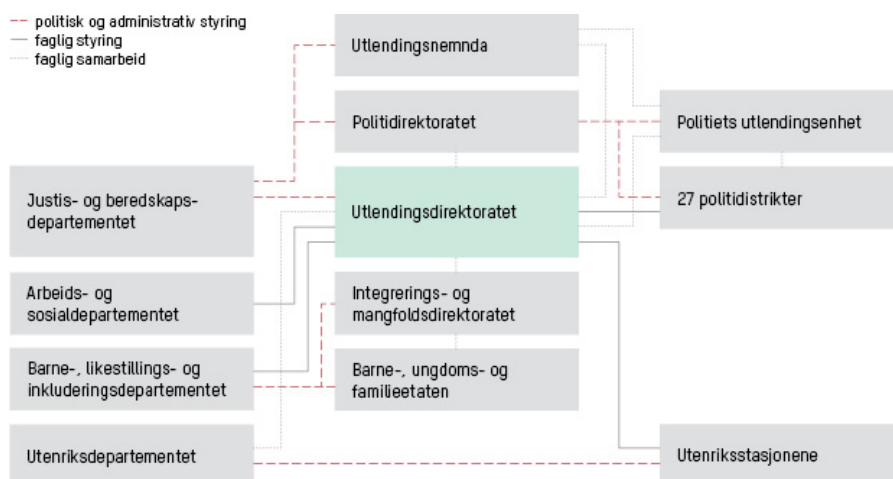 politisk og administrativ styring
faglig styring
faglig samarbeid
Utlendingsnemnda
Politidirektoratet
Politiets utlendingsenhet
Justis- og beredskaps-
departementet
Utlendingsdirektoratet
27 politidistrikter
Arbeids- og
sosialdepartementet
Integrerings- og
mangfoldsdirektoratet
Barne-, likestillings- og
inkluderingsdepartementet
Barne-, ungdoms- og
familieetaten
Utenriksdepartementet
Utenriksstasjonene